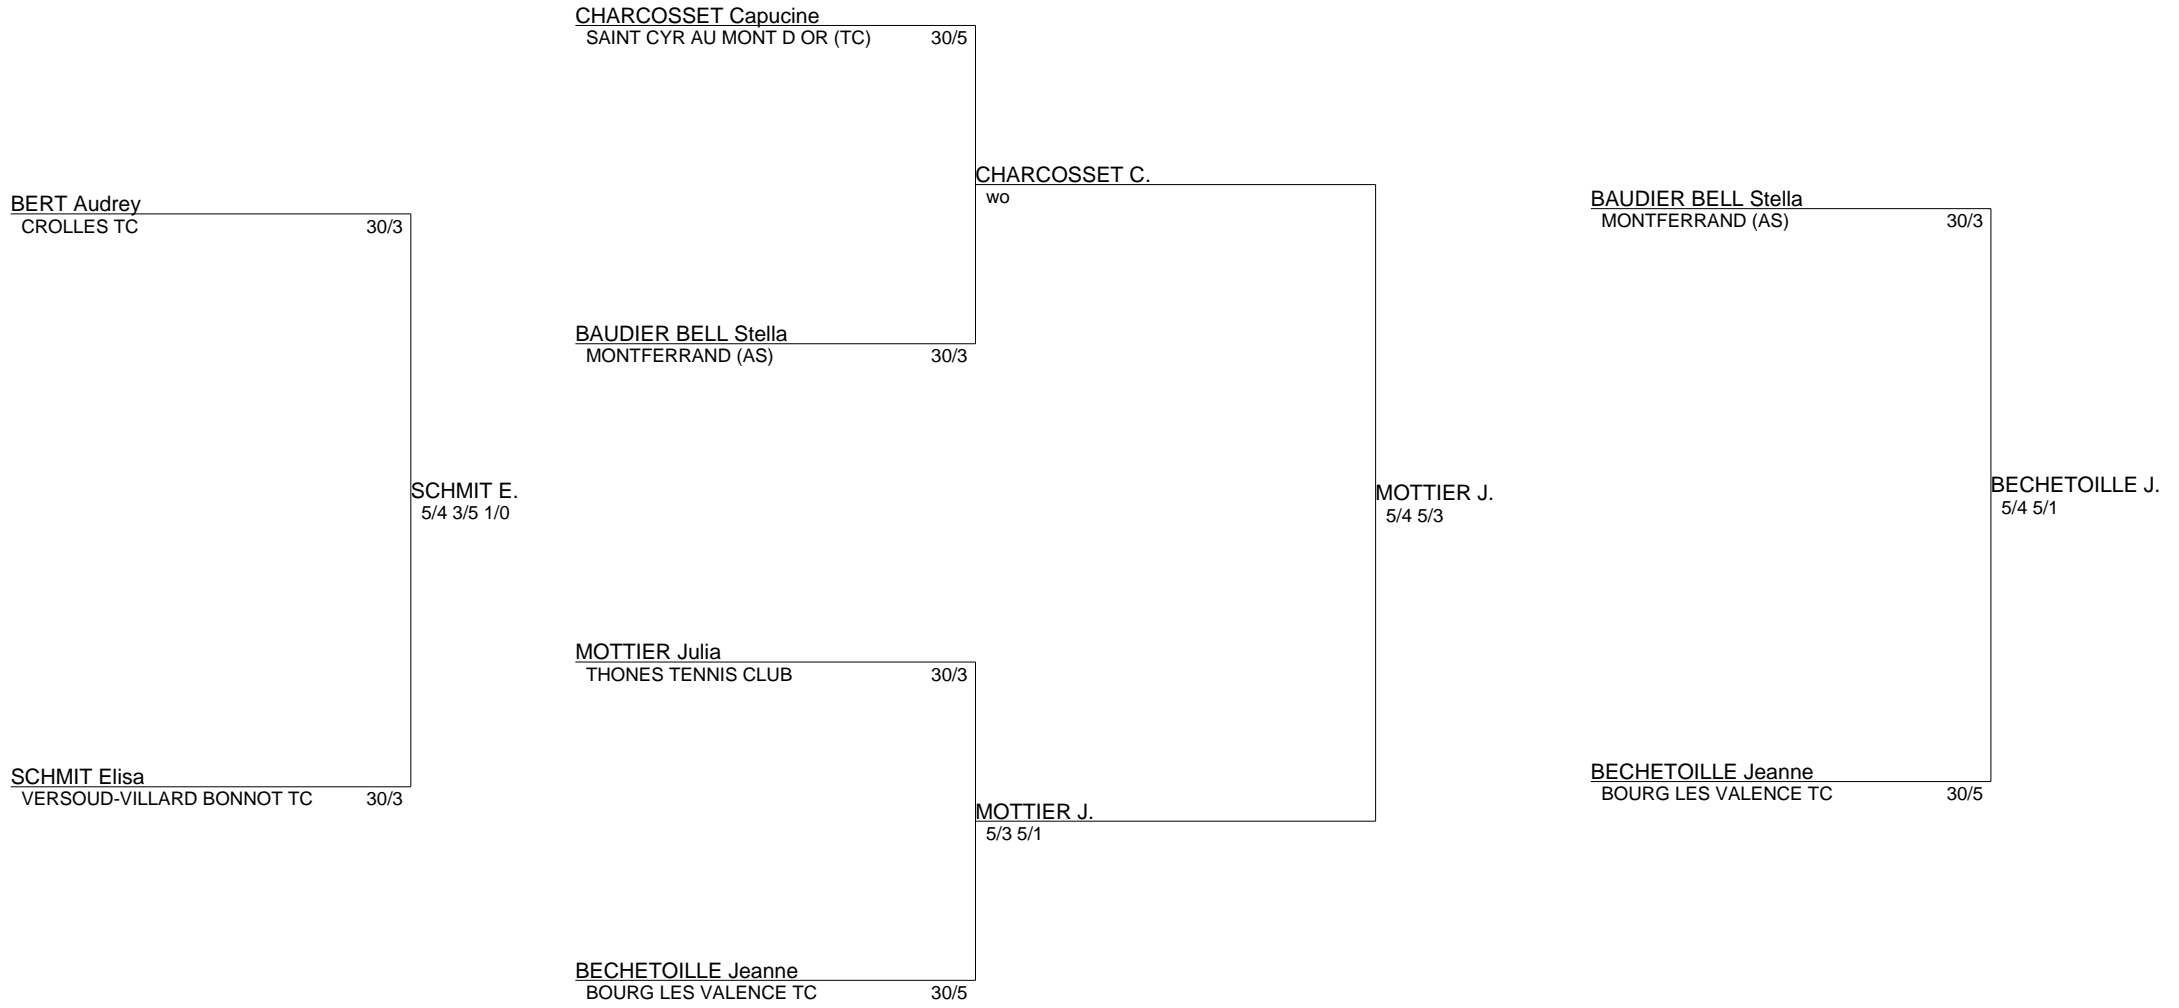 BERT Audrey
CROLLES TC 30/3
SCHMIT E.
5/4 3/5 1/0
SCHMIT Elisa
VERSOUD-VILLARD BONNOT TC 30/3
CHARCOSSET Capucine
SAINT CYR AU MONT D OR (TC) 30/5
CHARCOSSET C.
wo
BAUDIER BELL Stella
MONTFERRAND (AS) 30/3
MOTTIER J.
5/4 5/3
MOTTIER Julia
THONES TENNIS CLUB 30/3
MOTTIER J.
5/3 5/1
BECHETOILLE Jeanne
BOURG LES VALENCE TC 30/5
BAUDIER BELL Stella
MONTFERRAND (AS) 30/3
BECHETOILLE J.
5/4 5/1
BECHETOILLE Jeanne
BOURG LES VALENCE TC 30/5